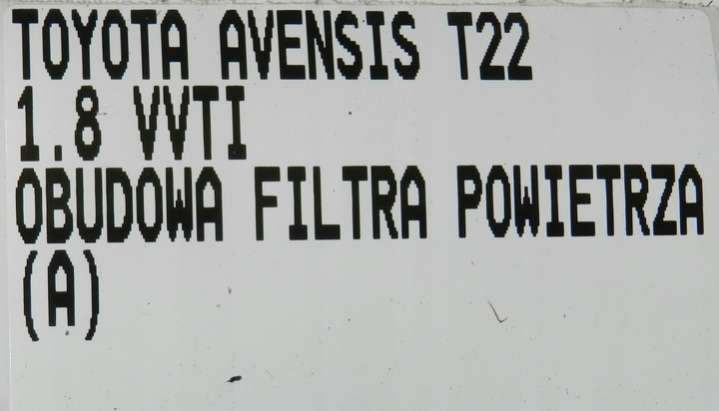 TOYOTA AVENSIS T22
1.8 VVTI
OBUDOWA FILTRA POWIETRZA
(A)